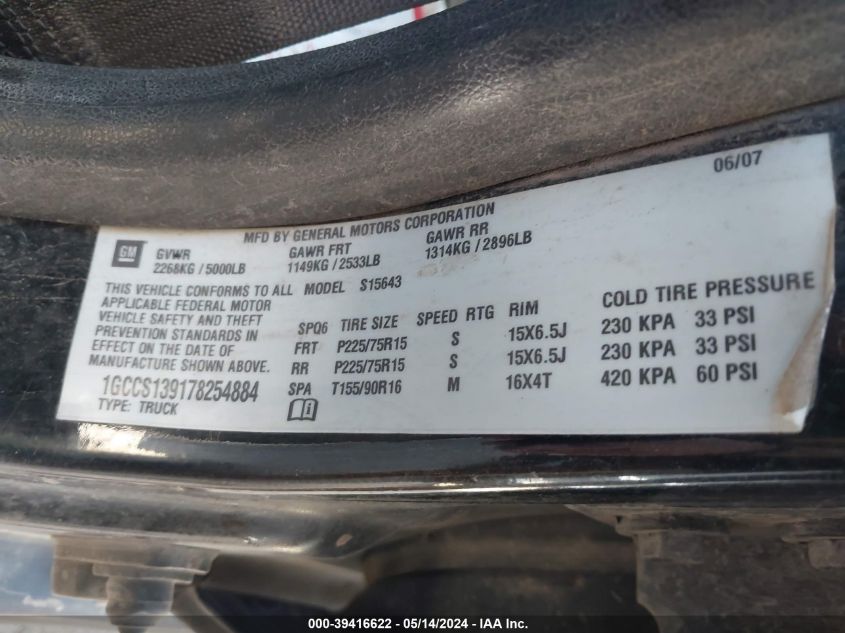 06/07
MFD BY GENERAL MOTORS CORPORATION
GM
GVWR GAWR FRT GAWR RR
2268KG / 5000LB 1149KG / 2533LB 1314KG / 2896LB
THIS VEHICLE CONFORMS TO ALL MODEL S15643
APPLICABLE FEDERAL MOTOR
VEHICLE SAFETY AND THEFT
PREVENTION STANDARDS IN
EFFECT ON THE DATE OF
MANUFACTURE SHOWN ABOVE.
1GCCS139178254884
TYPE: TRUCK
SPQ6 TIRE SIZE SPEED RTG RIM COLD TIRE PRESSURE
FRT P225/75R15 S 15X6.5J 230 KPA 33 PSI
RR P225/75R15 S 15X6.5J 230 KPA 33 PSI
SPA T155/90R16 M 16X4T 420 KPA 60 PSI
000-39416622 - 05/14/2024 - IAA Inc.